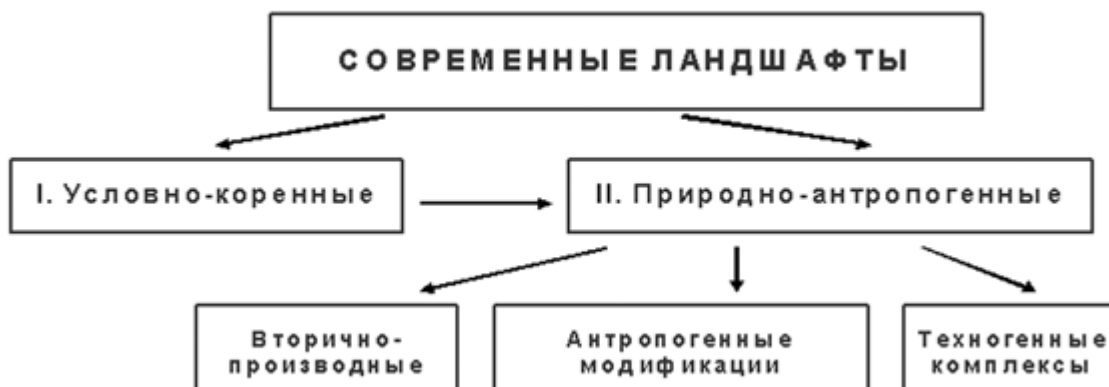 СОВРЕМЕННЫЕ ЛАНДШАФТЫ
I. Условно-коренные
II. Природно-антропогенные
Вторично-
производные
Антропогенные
модификации
Техногенные
комплексы